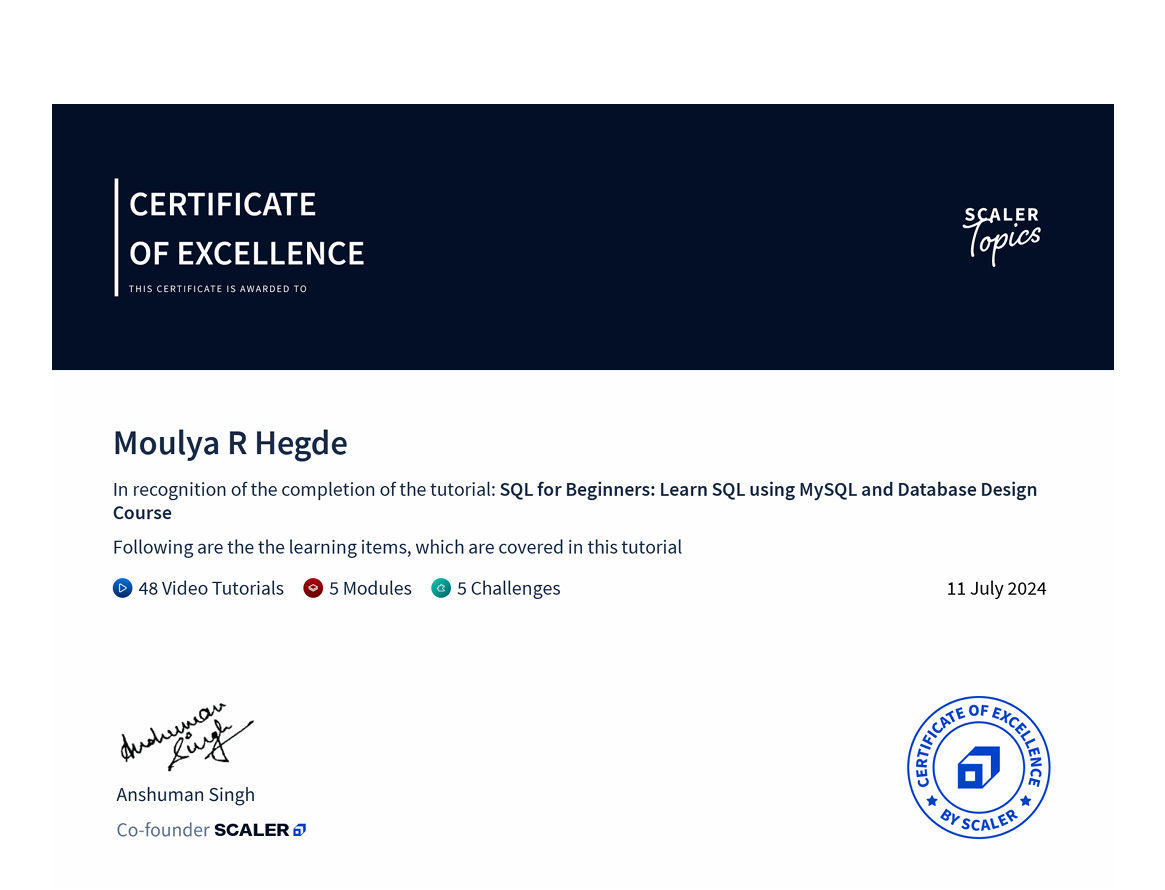 CERTIFICATE
OF EXCELLENCE
THIS CERTIFICATE IS AWARDED TO
SCALER
Topics
Moulya R Hegde
In recognition of the completion of the tutorial: SQL for Beginners: Learn SQL using MySQL and Database Design
Course
Following are the the learning items, which are covered in this tutorial
48 Video Tutorials 5 Modules 5 Challenges 11 July 2024
Anshuman
Singh
Anshuman Singh
Co-founder SCALER
CERTIFICATE OF EXCELLENCE
BY SCALER